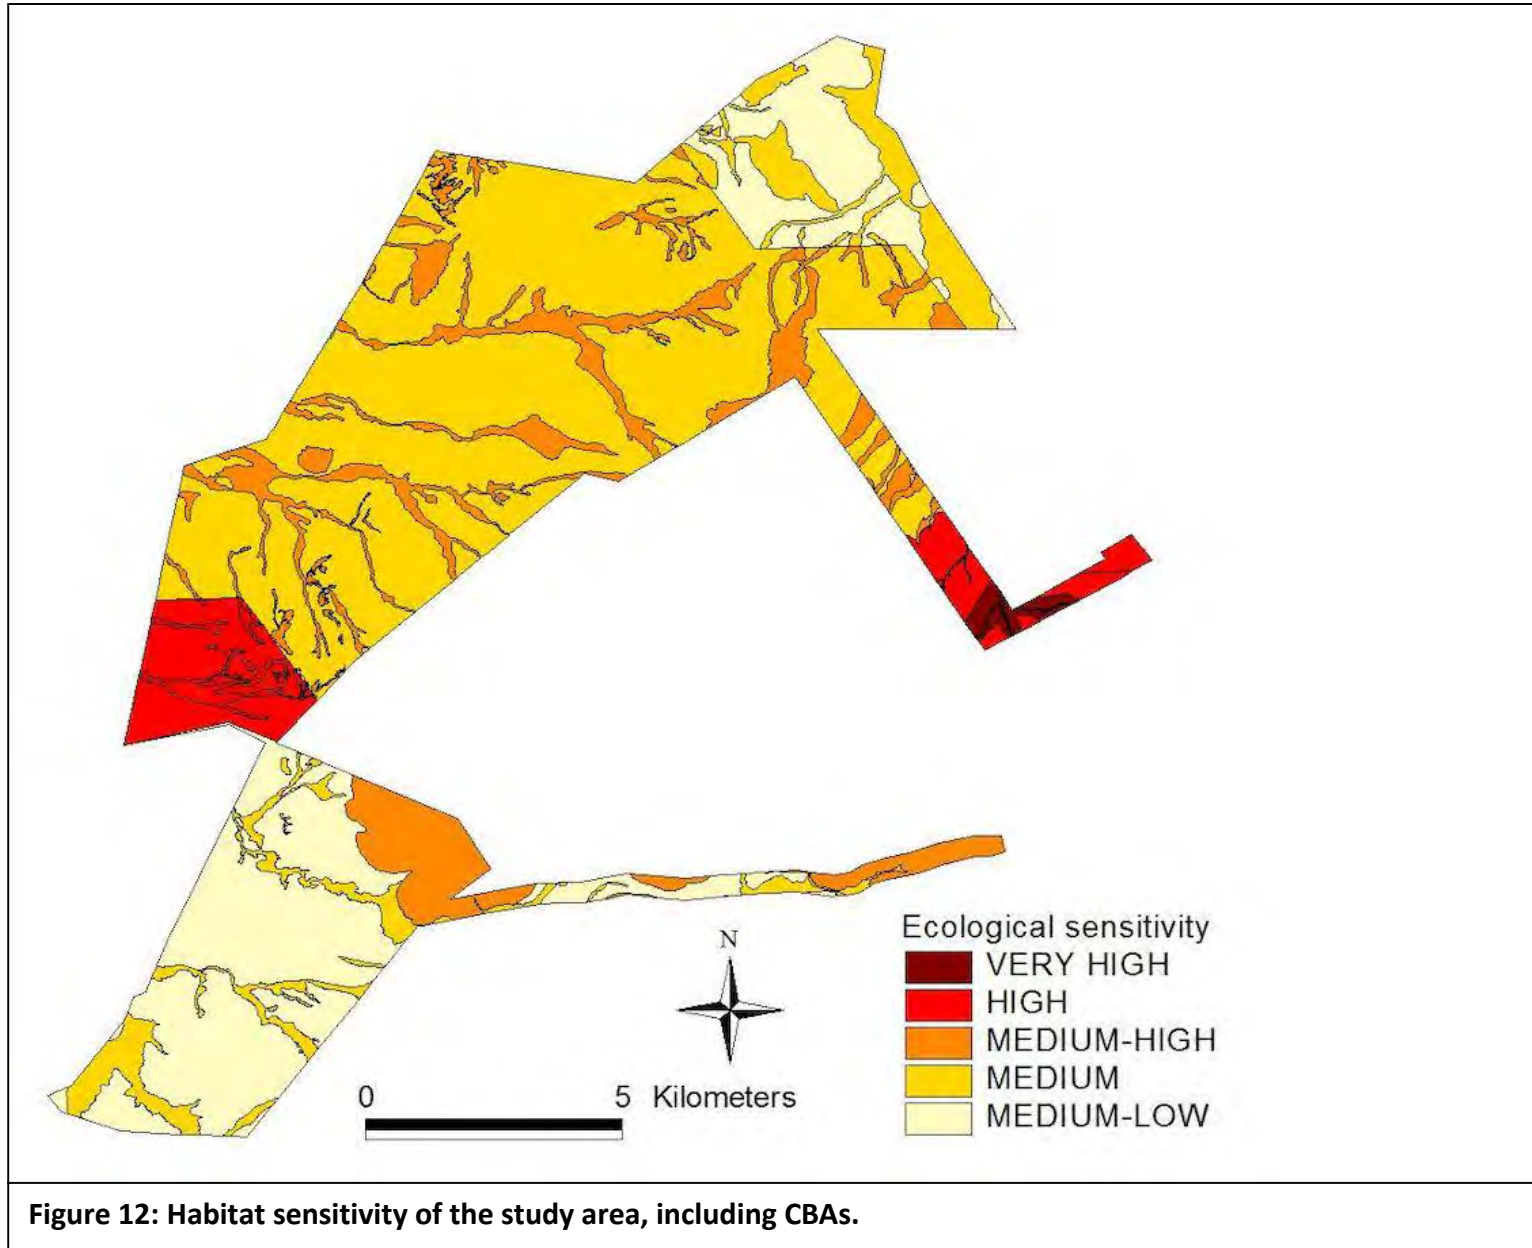 N
0 5 Kilometers
Ecological sensitivity
VERY HIGH
HIGH
MEDIUM-HIGH
MEDIUM
MEDIUM-LOW
Figure 12: Habitat sensitivity of the study area, including CBAs.